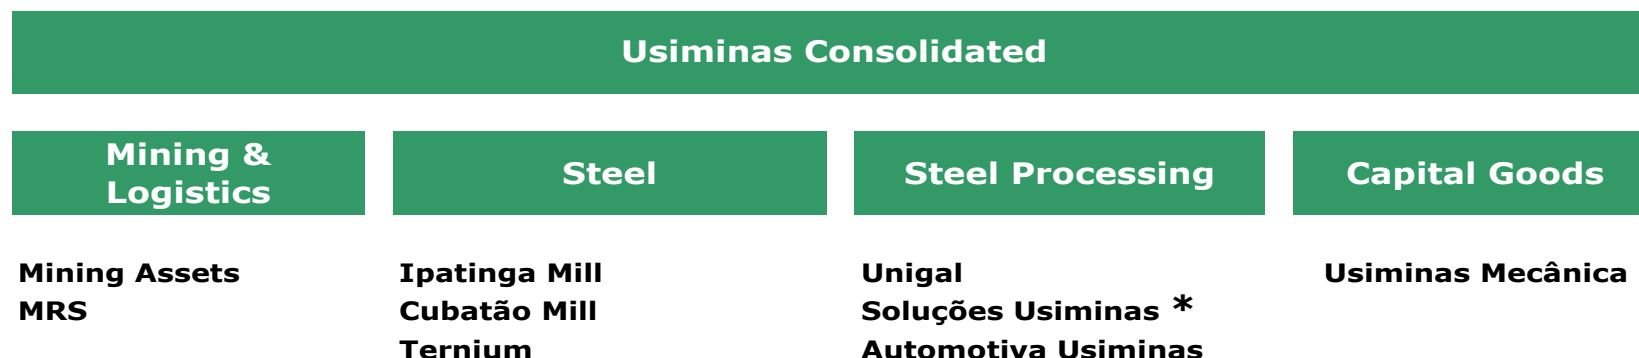 Usiminas Consolidated
Mining &
Logistics
Steel
Steel Processing
Capital Goods
Mining Assets
MRS
Ipatinga Mill
Cubatão Mill
Ternium
Unigal
Soluções Usiminas *
Automotiva Usiminas
Usiminas Mecânica